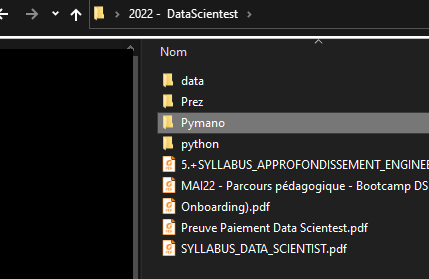 2022 - DataScientest
Nom
data
Prez
Pymano
python
5.+SYLLABUS_APPROFONDISSEMENT_ENGINEE
MAI22 - Parcours pédagogique - Bootcamp DS
Onboarding).pdf
Preuve Paiement Data Scientest.pdf
SYLLABUS_DATA_SCIENTIST.pdf